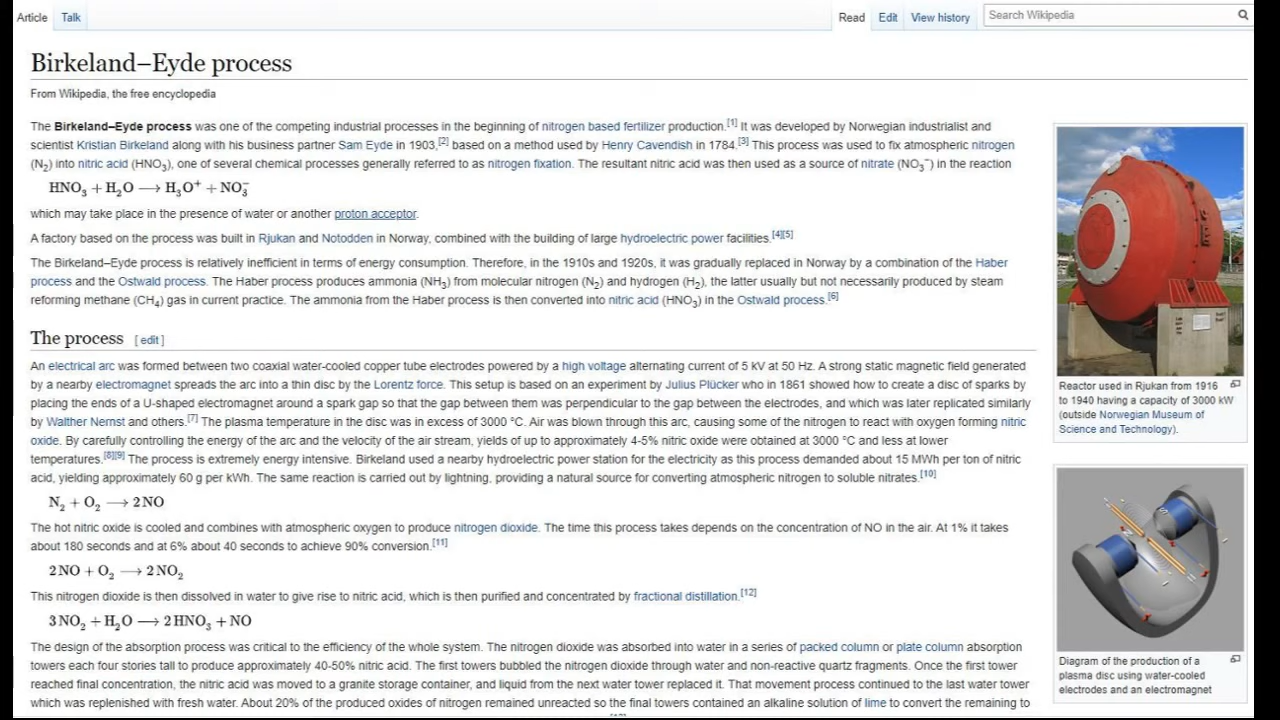 Article Talk Read Edit View history Search Wikipedia
Birkeland–Eyde process
From Wikipedia, the free encyclopedia
The Birkeland–Eyde process was one of the competing industrial processes in the beginning of nitrogen based fertilizer production.[1] It was developed by Norwegian industrialist and
scientist Kristian Birkeland along with his business partner Sam Eyde in 1903,[2] based on a method used by Henry Cavendish in 1784.[3] This process was used to fix atmospheric nitrogen
(N₂) into nitric acid (HNO₃), one of several chemical processes generally referred to as nitrogen fixation. The resultant nitric acid was then used as a source of nitrate (NO₃⁻) in the reaction
HNO₃ + H₂O ⟶ H₃O⁺ + NO₃⁻
which may take place in the presence of water or another proton acceptor.
A factory based on the process was built in Rjukan and Notodden in Norway, combined with the building of large hydroelectric power facilities.[4][5]
The Birkeland–Eyde process is relatively inefficient in terms of energy consumption. Therefore, in the 1910s and 1920s, it was gradually replaced in Norway by a combination of the Haber
process and the Ostwald process. The Haber process produces ammonia (NH₃) from molecular nitrogen (N₂) and hydrogen (H₂), the latter usually but not necessarily produced by steam
reforming methane (CH₄) gas in current practice. The ammonia from the Haber process is then converted into nitric acid (HNO₃) in the Ostwald process.[6]
The process [ edit ]
An electrical arc was formed between two coaxial water-cooled copper tube electrodes powered by a high voltage alternating current of 5 kV at 50 Hz. A strong static magnetic field generated
by a nearby electromagnet spreads the arc into a thin disc by the Lorentz force. This setup is based on an experiment by Julius Plücker who in 1861 showed how to create a disc of sparks by
placing the ends of a U-shaped electromagnet around a spark gap so that the gap between them was perpendicular to the gap between the electrodes, and which was later replicated similarly
by Walther Nernst and others.[7] The plasma temperature in the disc was in excess of 3000 °C. Air was blown through this arc, causing some of the nitrogen to react with oxygen forming nitric
oxide. By carefully controlling the energy of the arc and the velocity of the air stream, yields of up to approximately 4-5% nitric oxide were obtained at 3000 °C and less at lower
temperatures.[8][9] The process is extremely energy intensive. Birkeland used a nearby hydroelectric power station for the electricity as this process demanded about 15 MWh per ton of nitric
acid, yielding approximately 60 g per kWh. The same reaction is carried out by lightning, providing a natural source for converting atmospheric nitrogen to soluble nitrates.[10]
N₂ + O₂ ⟶ 2 NO
The hot nitric oxide is cooled and combines with atmospheric oxygen to produce nitrogen dioxide. The time this process takes depends on the concentration of NO in the air. At 1% it takes
about 180 seconds and at 6% about 40 seconds to achieve 90% conversion.[11]
2 NO + O₂ ⟶ 2 NO₂
This nitrogen dioxide is then dissolved in water to give rise to nitric acid, which is then purified and concentrated by fractional distillation.[12]
3 NO₂ + H₂O ⟶ 2 HNO₃ + NO
The design of the absorption process was critical to the efficiency of the whole system. The nitrogen dioxide was absorbed into water in a series of packed column or plate column absorption
towers each four stories tall to produce approximately 40-50% nitric acid. The first towers bubbled the nitrogen dioxide through water and non-reactive quartz fragments. Once the first tower
reached final concentration, the nitric acid was moved to a granite storage container, and liquid from the next water tower replaced it. That movement process continued to the last water tower
which was replenished with fresh water. About 20% of the produced oxides of nitrogen remained unreacted so the final towers contained an alkaline solution of lime to convert the remaining to
Reactor used in Rjukan from 1916
to 1940 having a capacity of 3000 kW
(outside Norwegian Museum of
Science and Technology).
Diagram of the production of a
plasma disc using water-cooled
electrodes and an electromagnet